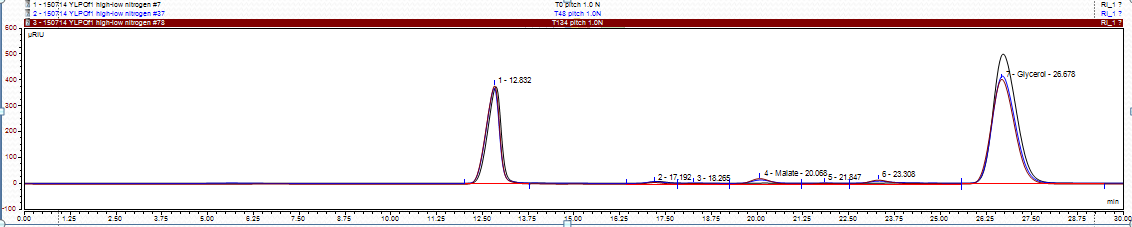 1 - 150714 YLPOf1 high-low nitrogen #7 T0 pitch 1.0 N RI_1 ?
2 - 150714 YLPOf1 high-low nitrogen #37 T48 pitch 1.0N RI_1 ?
3 - 150714 YLPOf1 high-low nitrogen #78 T134 pitch 1.0N RI_1 ?
600
µRIU
500
1 - 12.832
7 - Glycerol - 26.678
400
300
200
100
2 - 17.192 3 - 18.265 4 - Malate - 20.068 5 - 21.847 6 - 23.308
0
min
-100
0.00 1.25 2.50 3.75 5.00 6.25 7.50 8.75 10.00 11.25 12.50 13.75 15.00 16.25 17.50 18.75 20.00 21.25 22.50 23.75 25.00 26.25 27.50 28.75 30.00